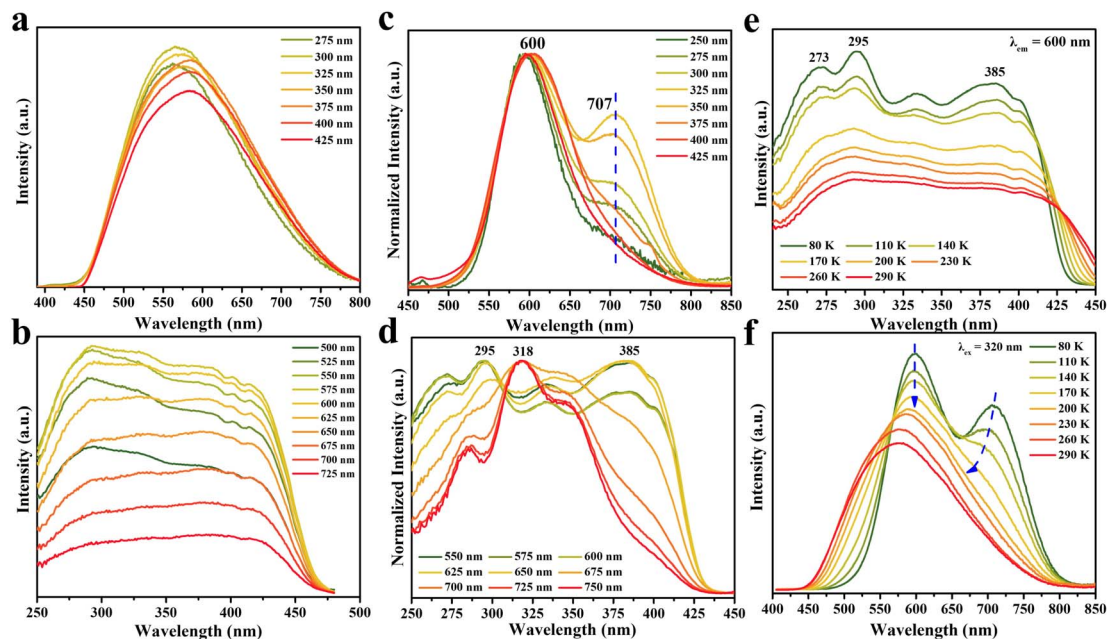 a
275 nm
300 nm
325 nm
350 nm
375 nm
400 nm
425 nm
Intensity (a.u.)
400 450 500 550 600 650 700 750 800
Wavelength (nm)
b
500 nm
525 nm
550 nm
575 nm
600 nm
625 nm
650 nm
675 nm
700 nm
725 nm
Intensity (a.u.)
250 300 350 400 450 500
Wavelength (nm)
c
600
707
250 nm
275 nm
300 nm
325 nm
350 nm
375 nm
400 nm
425 nm
Normalized Intensity (a.u.)
400 450 500 550 600 650 700 750 800 850
Wavelength (nm)
d
295 318 385
550 nm 575 nm 600 nm
625 nm 650 nm 675 nm
700 nm 725 nm 750 nm
Normalized Intensity (a.u.)
250 275 300 325 350 375 400 425 450
Wavelength (nm)
e
λem = 600 nm
273 295 385
80 K 110 K 140 K
170 K 200 K 230 K
260 K 290 K
Intensity (a.u.)
250 275 300 325 350 375 400 425 450
Wavelength (nm)
f
λex = 320 nm
80 K
110 K
140 K
170 K
200 K
230 K
260 K
290 K
Intensity (a.u.)
400 450 500 550 600 650 700 750 800 850
Wavelength (nm)